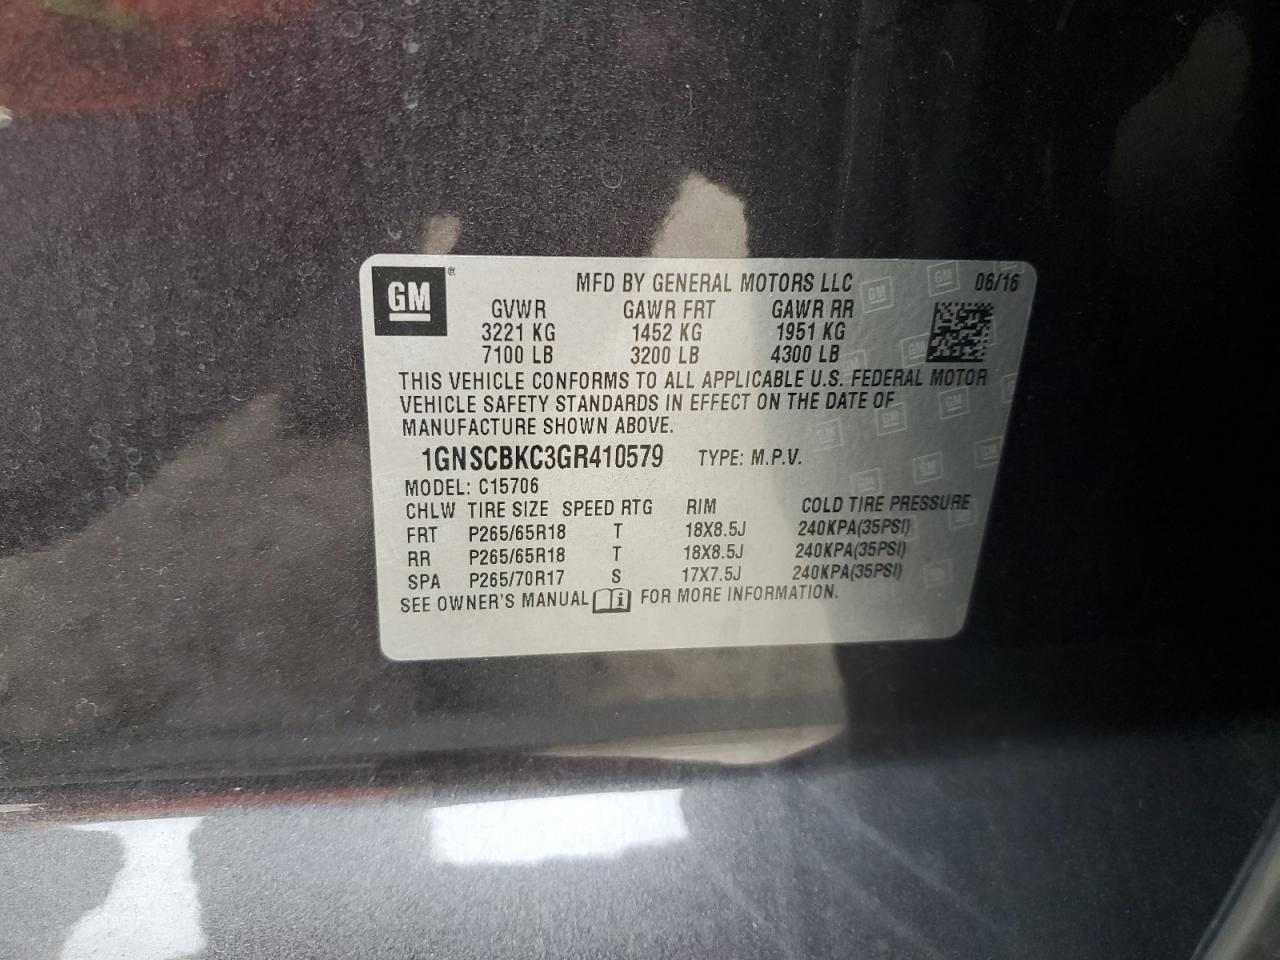 GM ® MFD BY GENERAL MOTORS LLC 06/16
GVWR GAWR FRT GAWR RR
3221 KG 1452 KG 1951 KG
7100 LB 3200 LB 4300 LB
THIS VEHICLE CONFORMS TO ALL APPLICABLE U.S. FEDERAL MOTOR
VEHICLE SAFETY STANDARDS IN EFFECT ON THE DATE OF
MANUFACTURE SHOWN ABOVE.
1GNSCBKC3GR410579 TYPE: M.P.V.
MODEL: C15706
CHLW TIRE SIZE SPEED RTG RIM COLD TIRE PRESSURE
FRT P265/65R18 T 18X8.5J 240KPA(35PSI)
RR P265/65R18 T 18X8.5J 240KPA(35PSI)
SPA P265/70R17 S 17X7.5J 240KPA(35PSI)
SEE OWNER'S MANUAL i FOR MORE INFORMATION.